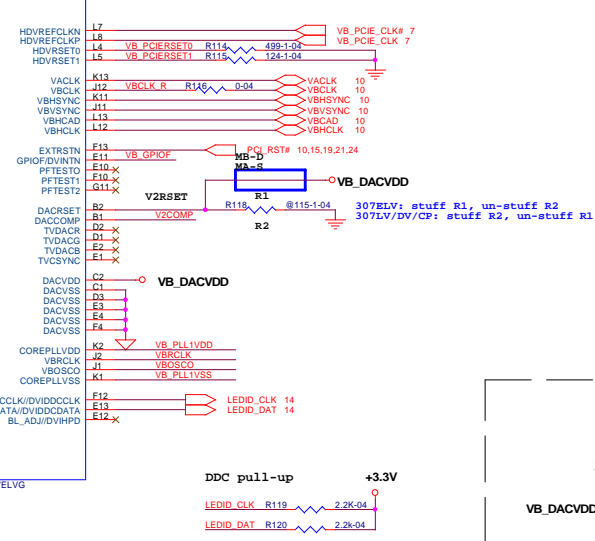 HDVREFCLKN L7 VB_PCIE_CLK# 7
HDVREFCLKP L8 VB_PCIE_CLK 7
HDVRSET0 L4 VB_PCIERSET0 R114 499-1-04
HDVRSET1 L5 VB_PCIERSET1 R115 124-1-04
VACLK K13 VACLK 10
VBCLK J12 VBCLK_R R116 0-04 VBCLK 10
VBHSYNC K11 VBHSYNC 10
VBVSYNC J11 VBVSYNC 10
VBHCAD L13 VBCAD 10
VBHCLK L12 VBHCLK 10
EXTRSTN F13 PCI_RST# 10,15,19,21,24
GPIOF/DVINTN E11 VB_GPIOF MB-D
PFTEST0 E10 MA-S
PFTEST1 F10 VB_DACVDD
PFTEST2 G11
V2RSET R1
DACRSET B2 R118 @115-1-04 307ELV: stuff R1, un-stuff R2
DACCOMP B1 V2COMP 307LV/DV/CP: stuff R2, un-stuff R1
TVDACR D2 R2
TVDACG D1
TVDACB E2
TVCSYNC E1
DACVDD C2 VB_DACVDD
DACVSS C1
DACVSS D3
DACVSS E3
DACVSS E4
DACVSS F4
COREPLLVDD K2 VB_PLL1VDD
VBRCLK J2 VBRCLK
VBOSCO J1 VBOSCO
COREPLLVSS K1 VB_PLL1VSS
CCLK//DVIDDCCLK F12 LEDID_CLK 14
ATA//DVIDDCDATA E13 LEDID_DAT 14
BL_ADJ//DVIHPD E12
DDC pull-up +3.3V
ELVG
LEDID_CLK R119 2.2K-04
VB_DACVDD
LEDID_DAT R120 2.2k-04